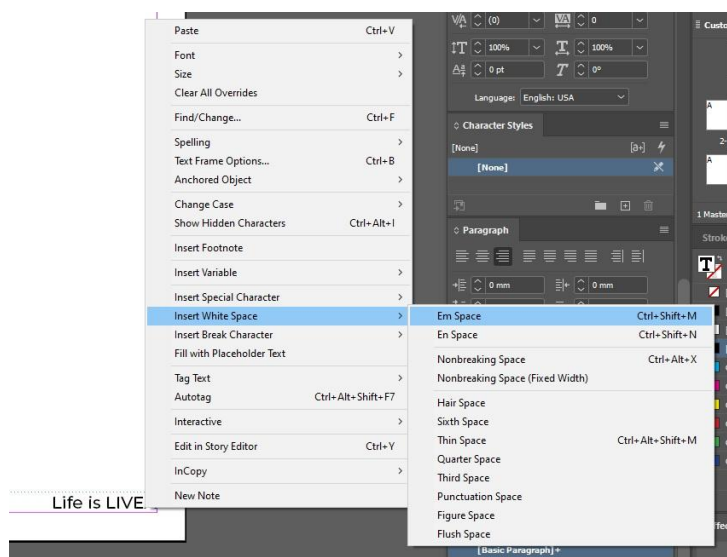 Paste Ctrl+V
Font
Size
Clear All Overrides
Find/Change... Ctrl+F
Spelling
Text Frame Options... Ctrl+B
Anchored Object
Change Case
Show Hidden Characters Ctrl+Alt+I
Insert Footnote
Insert Variable
Insert Special Character
Insert White Space
Insert Break Character
Fill with Placeholder Text
Tag Text
Autotag Ctrl+Alt+Shift+F7
Interactive
Edit in Story Editor Ctrl+Y
InCopy
New Note
Em Space Ctrl+Shift+M
En Space Ctrl+Shift+N
Nonbreaking Space Ctrl+Alt+X
Nonbreaking Space (Fixed Width)
Hair Space
Sixth Space
Thin Space Ctrl+Alt+Shift+M
Quarter Space
Third Space
Punctuation Space
Figure Space
Flush Space
Life is LIVE
(0) 0
100% 100%
0 pt 0°
Language: English: USA
Character Styles
[None]
[None]
Paragraph
0 mm 0 mm
[Basic Paragraph]+
A
A
1 Maste